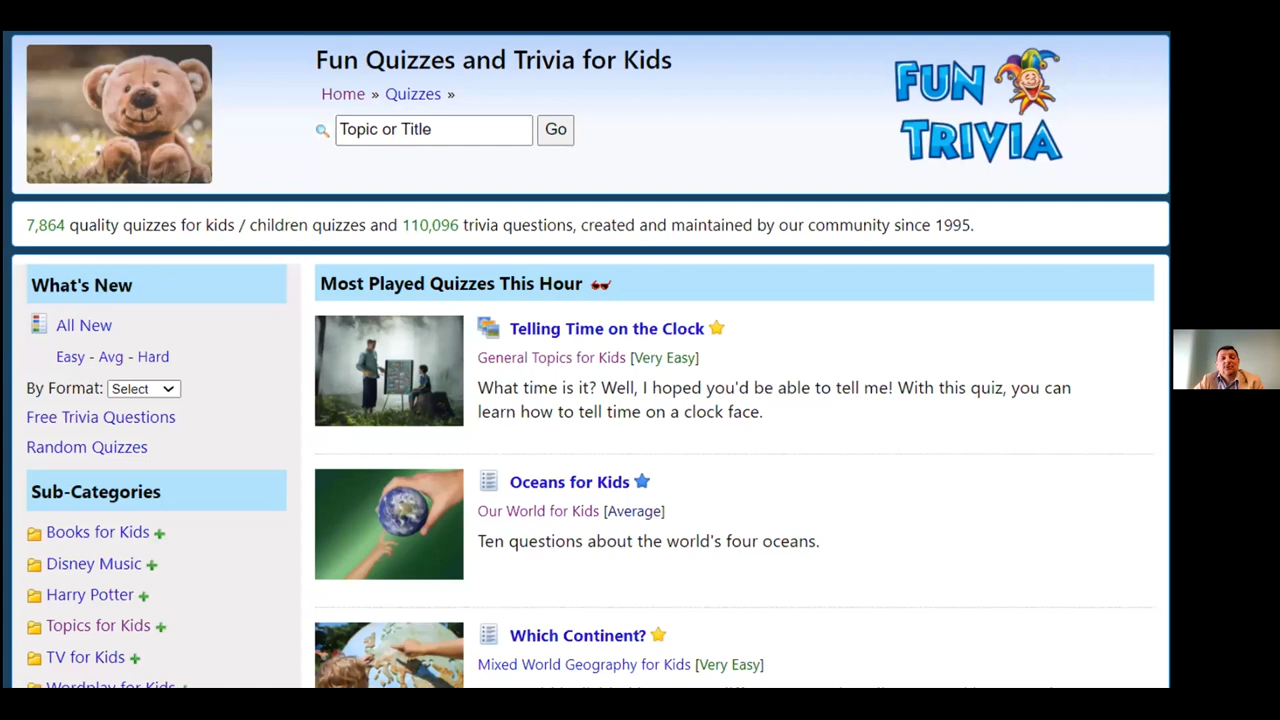 Fun Quizzes and Trivia for Kids
Home » Quizzes »
Topic or Title Go
FUN
TRIVIA
7,864 quality quizzes for kids / children quizzes and 110,096 trivia questions, created and maintained by our community since 1995.
What's New
All New
Easy - Avg - Hard
By Format: Select
Free Trivia Questions
Random Quizzes
Sub-Categories
Books for Kids
Disney Music
Harry Potter
Topics for Kids
TV for Kids
Wordplay for Kids
Most Played Quizzes This Hour
Telling Time on the Clock
General Topics for Kids [Very Easy]
What time is it? Well, I hoped you'd be able to tell me! With this quiz, you can
learn how to tell time on a clock face.
Oceans for Kids
Our World for Kids [Average]
Ten questions about the world's four oceans.
Which Continent?
Mixed World Geography for Kids [Very Easy]